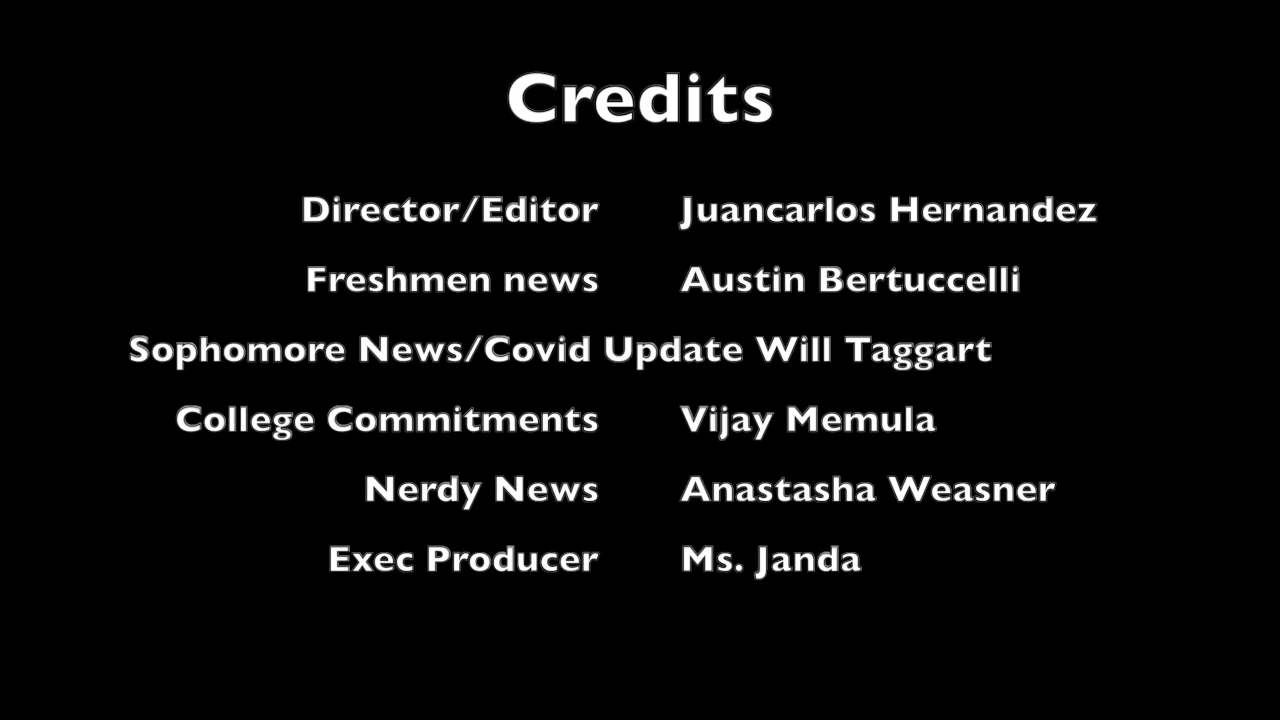 Credits
Director/Editor Juancarlos Hernandez
Freshmen news Austin Bertuccelli
Sophomore News/Covid Update Will Taggart
College Commitments Vijay Memula
Nerdy News Anastasha Weasner
Exec Producer Ms. Janda